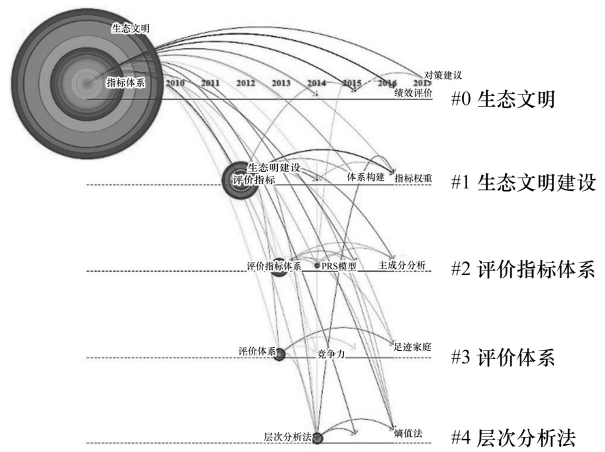 生态文明
对策建议
指标体系
2010 2011 2012 2013 2014 2015 2016 201
绩效评价
#0 生态文明
生态明建设
评价指标
体系构建
指标权重
#1 生态文明建设
评价指标体系
PRS模型
主成分分析
#2 评价指标体系
评价体系
竞争力
足迹家庭
#3 评价体系
层次分析法
熵值法
#4 层次分析法